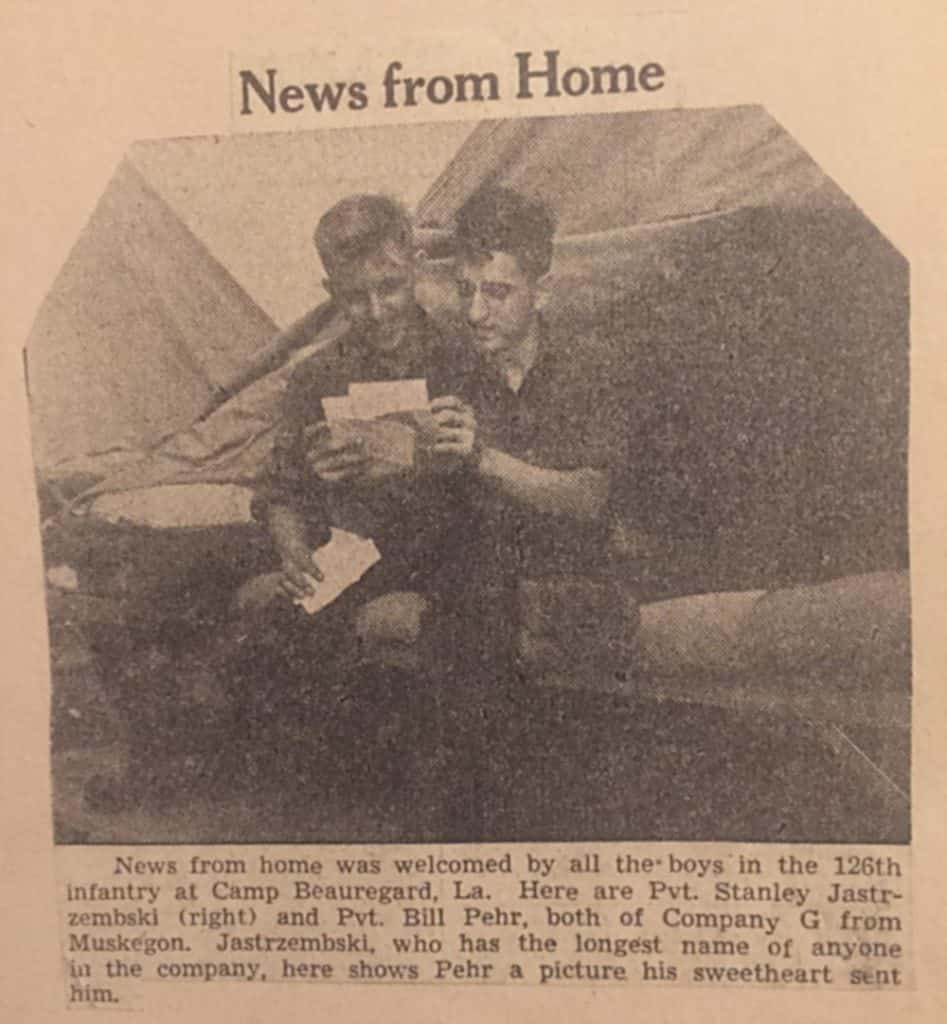 News from Home
News from home was welcomed by all the boys in the 126th
infantry at Camp Beauregard, La. Here are Pvt. Stanley Jastr-
zembski (right) and Pvt. Bill Pehr, both of Company G from
Muskegon. Jastrzembski, who has the longest name of anyone
in the company, here shows Pehr a picture his sweetheart sent
him.